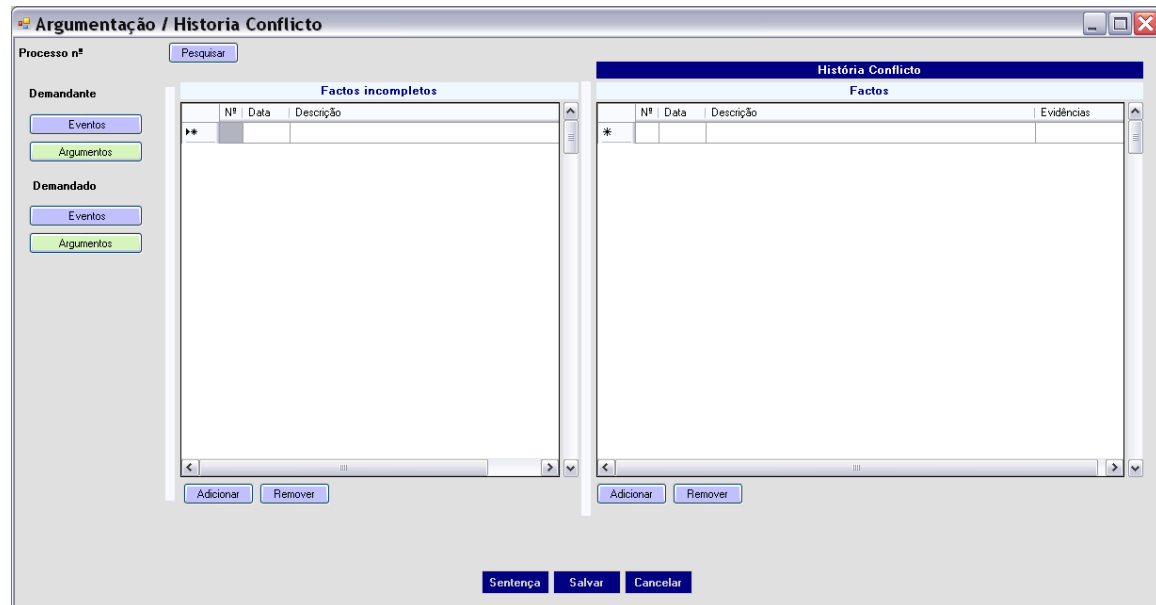 Argumentação / Historia Conflicto
Processo nº
Pesquisar
Demandante
Eventos
Argumentos
Demandado
Eventos
Argumentos
Factos incompletos
Nº Data Descrição
Adicionar Remover
História Conflicto
Factos
Nº Data Descrição Evidências
Adicionar Remover
Sentença Salvar Cancelar